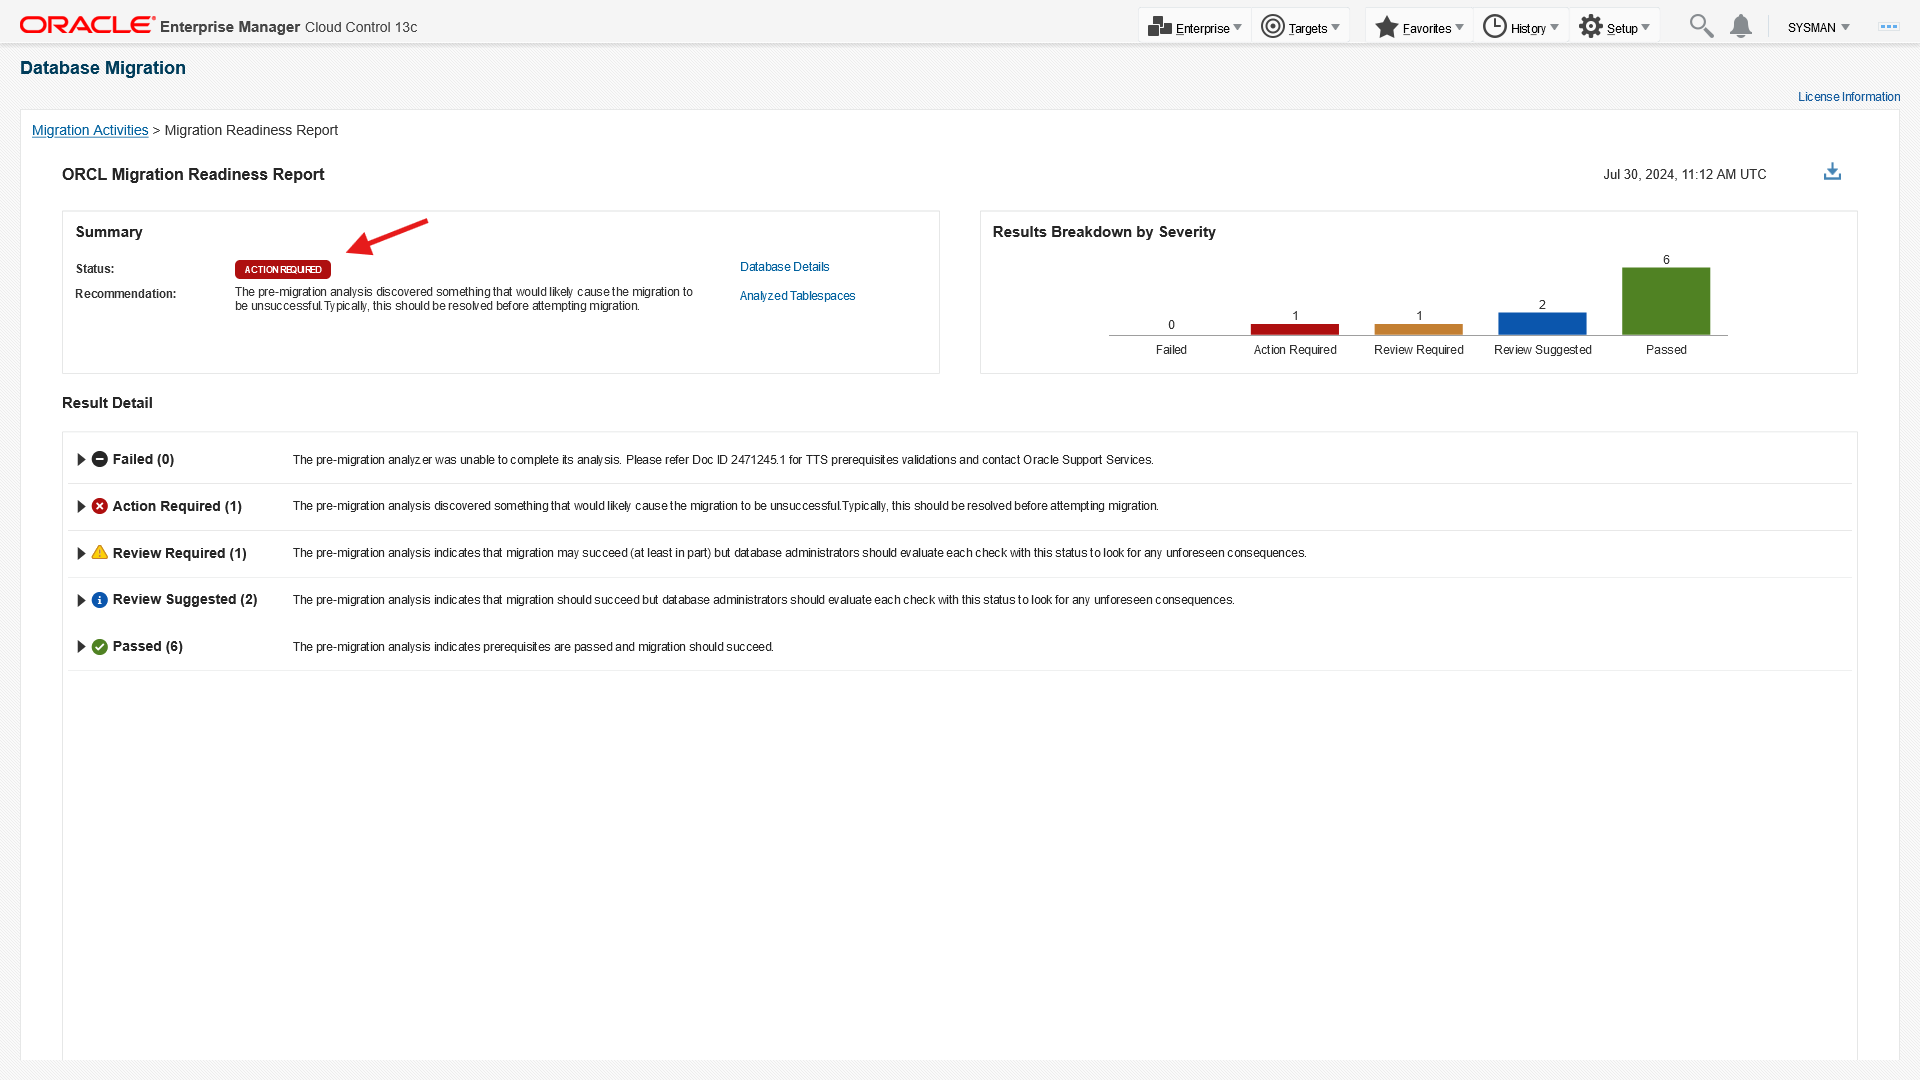 ORACLE Enterprise Manager Cloud Control 13c
Enterprise
Targets
Favorites
History
Setup
SYSMAN
Database Migration
License Information
Migration Activities > Migration Readiness Report
ORCL Migration Readiness Report
Jul 30, 2024, 11:12 AM UTC
Summary
Status:
ACTION REQUIRED
Recommendation:
The pre-migration analysis discovered something that would likely cause the migration to
be unsuccessful.Typically, this should be resolved before attempting migration.
Database Details
Analyzed Tablespaces
Results Breakdown by Severity
0
1
1
2
6
Failed
Action Required
Review Required
Review Suggested
Passed
Result Detail
Failed (0) The pre-migration analyzer was unable to complete its analysis. Please refer Doc ID 2471245.1 for TTS prerequisites validations and contact Oracle Support Services.
Action Required (1) The pre-migration analysis discovered something that would likely cause the migration to be unsuccessful.Typically, this should be resolved before attempting migration.
Review Required (1) The pre-migration analysis indicates that migration may succeed (at least in part) but database administrators should evaluate each check with this status to look for any unforeseen consequences.
Review Suggested (2) The pre-migration analysis indicates that migration should succeed but database administrators should evaluate each check with this status to look for any unforeseen consequences.
Passed (6) The pre-migration analysis indicates prerequisites are passed and migration should succeed.